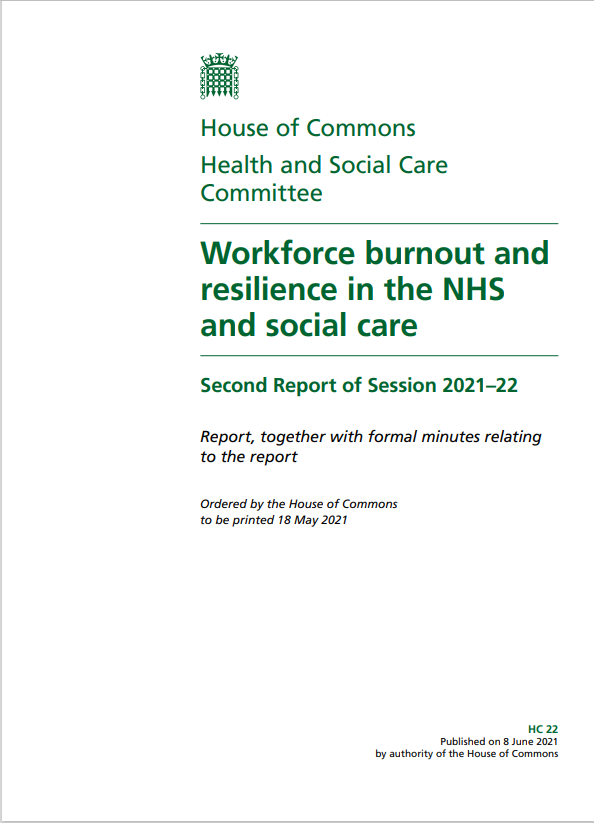 House of Commons
Health and Social Care
Committee
Workforce burnout and
resilience in the NHS
and social care
Second Report of Session 2021–22
Report, together with formal minutes relating
to the report
Ordered by the House of Commons
to be printed 18 May 2021
HC 22
Published on 8 June 2021
by authority of the House of Commons